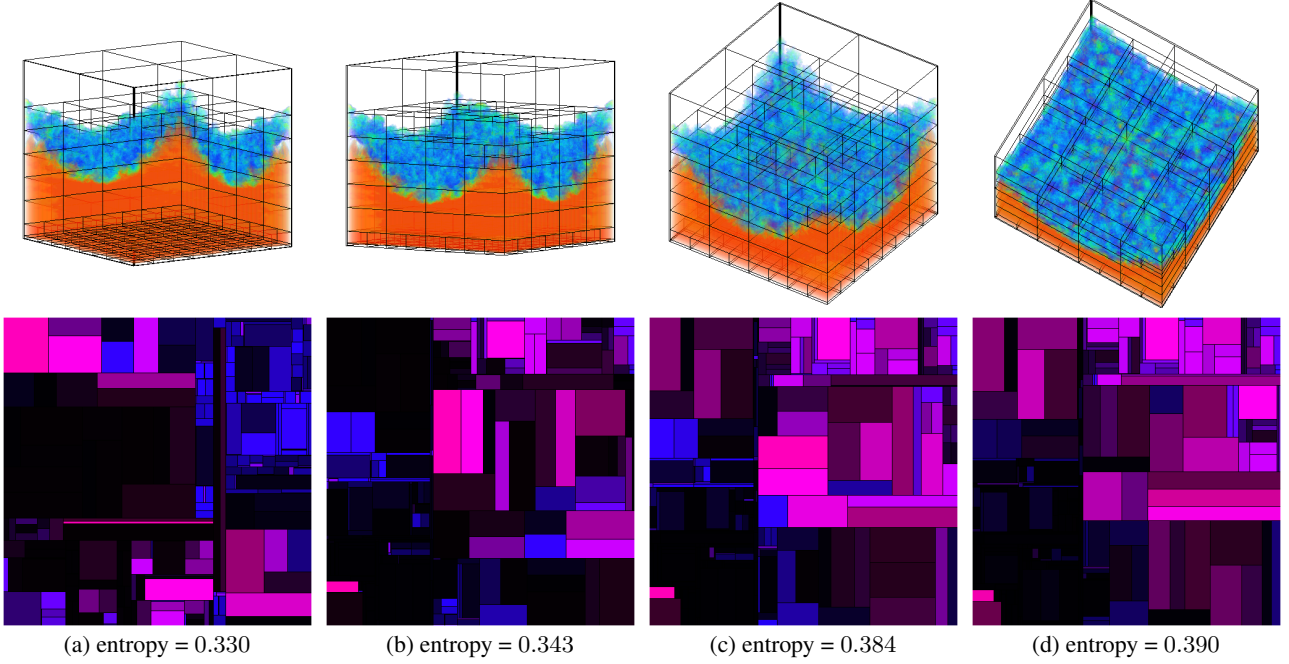 (a) entropy = 0.330
(b) entropy = 0.343
(c) entropy = 0.384
(d) entropy = 0.390